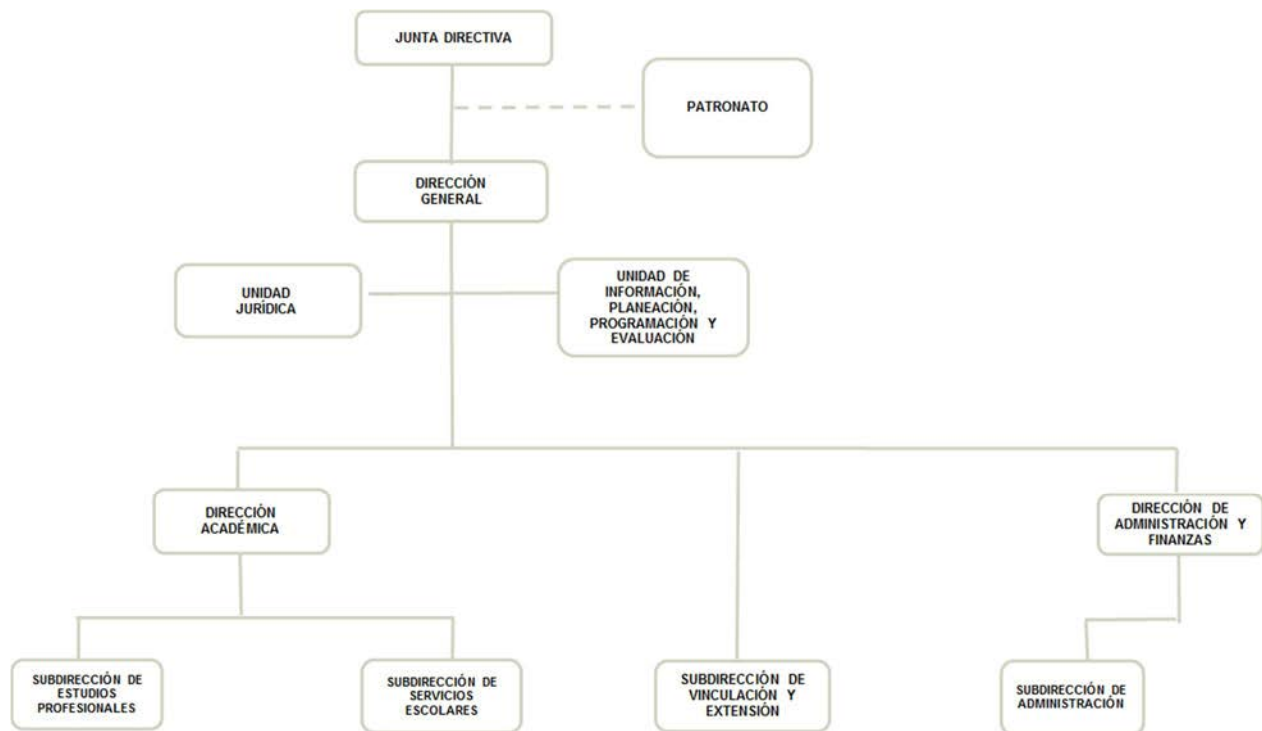 JUNTA DIRECTIVA
PATRONATO
DIRECCIÓN
GENERAL
UNIDAD
JURÍDICA
UNIDAD DE
INFORMACIÓN,
PLANEACIÓN,
PROGRAMACIÓN Y
EVALUACIÓN
DIRECCIÓN
ACADÉMICA
DIRECCIÓN DE
ADMINISTRACIÓN Y
FINANZAS
SUBDIRECCIÓN DE
ESTUDIOS
PROFESIONALES
SUBDIRECCIÓN DE
SERVICIOS
ESCOLARES
SUBDIRECCIÓN DE
VINCULACIÓN Y
EXTENSIÓN
SUBDIRECCIÓN DE
ADMINISTRACIÓN